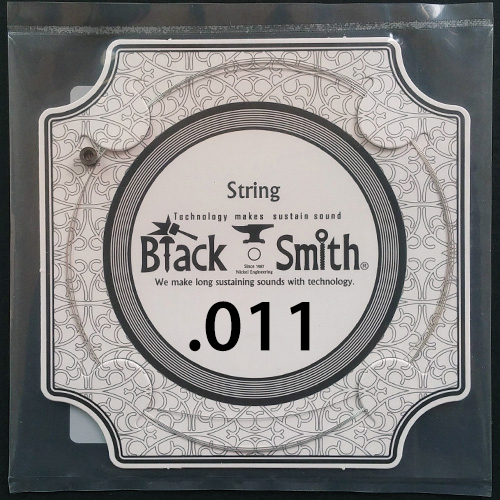 String
Technology makes sustain sound
Black Smith®
Since 1987
Nickel Engineering
We make long sustaining sounds with technology.
.011